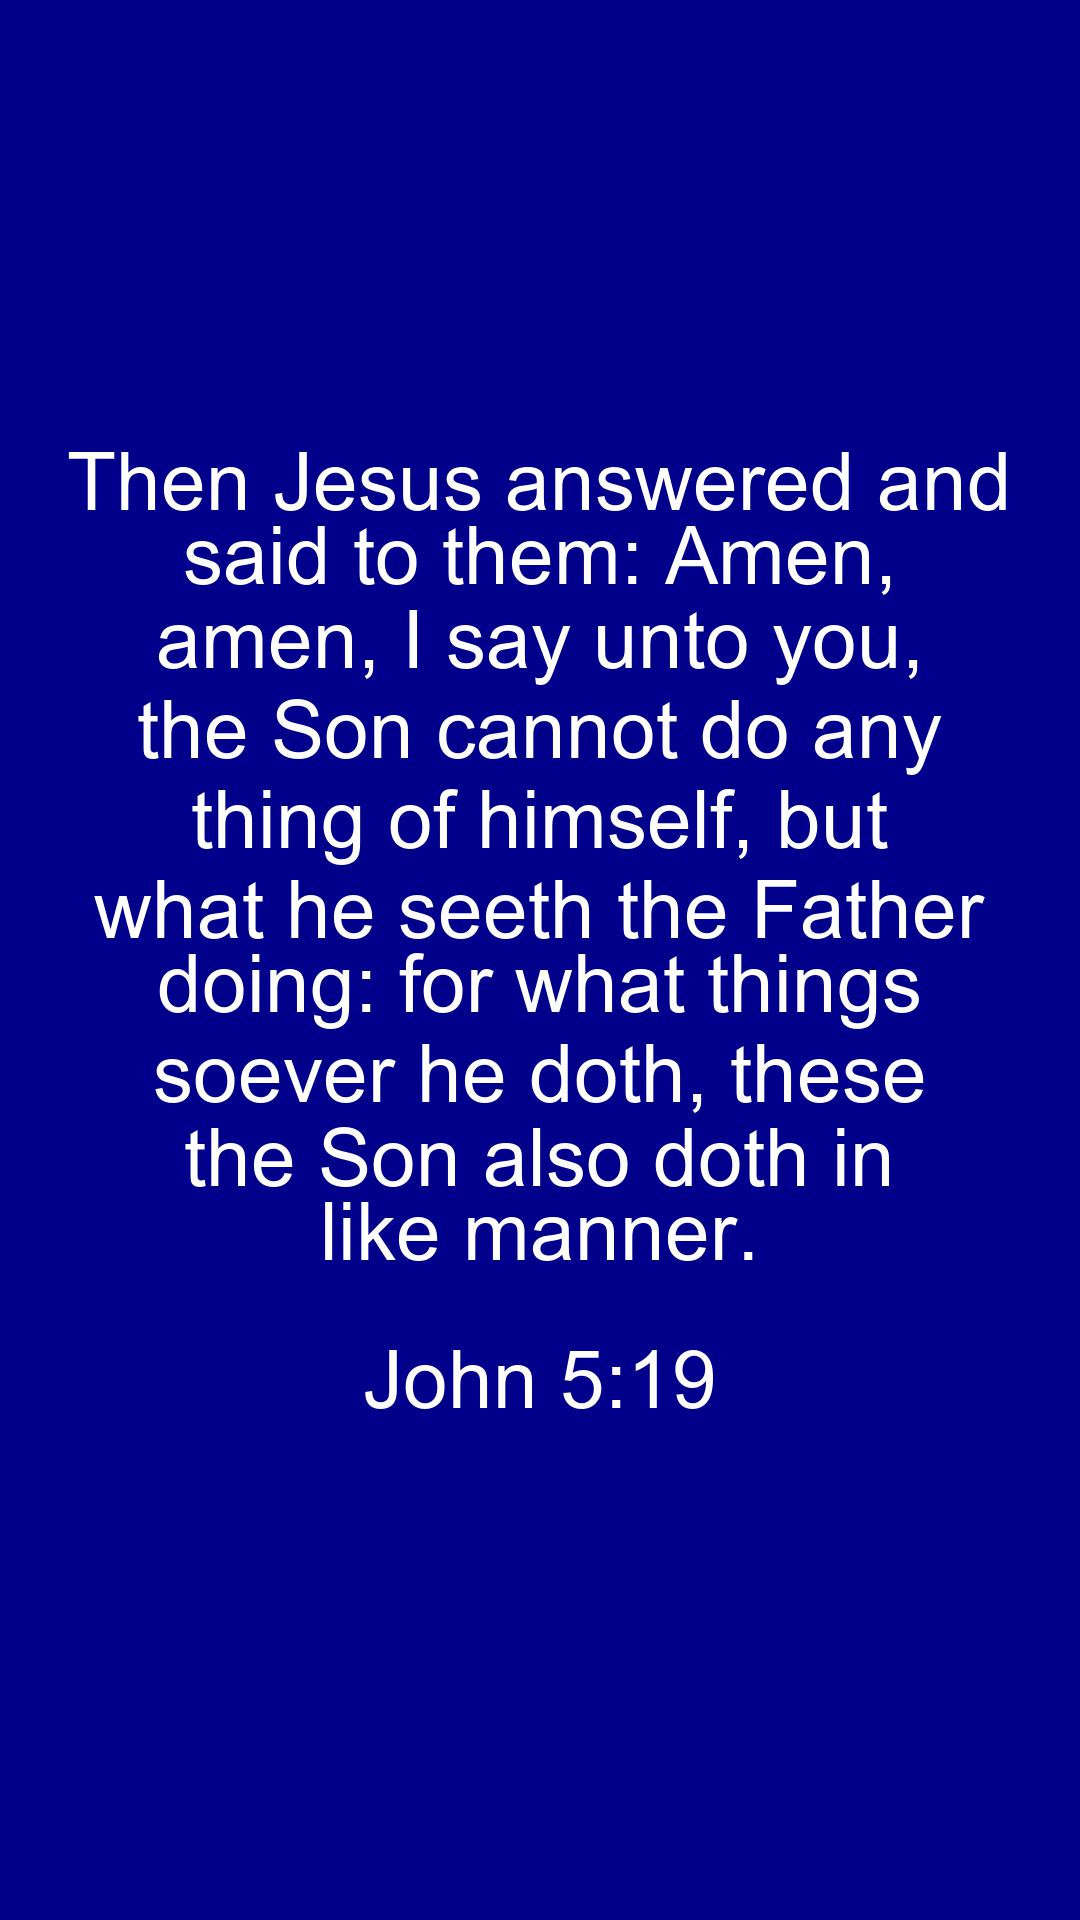 Then Jesus answered and
said to them: Amen,
amen, I say unto you,
the Son cannot do any
thing of himself, but
what he seeth the Father
doing: for what things
soever he doth, these
the Son also doth in
like manner.
John 5:19